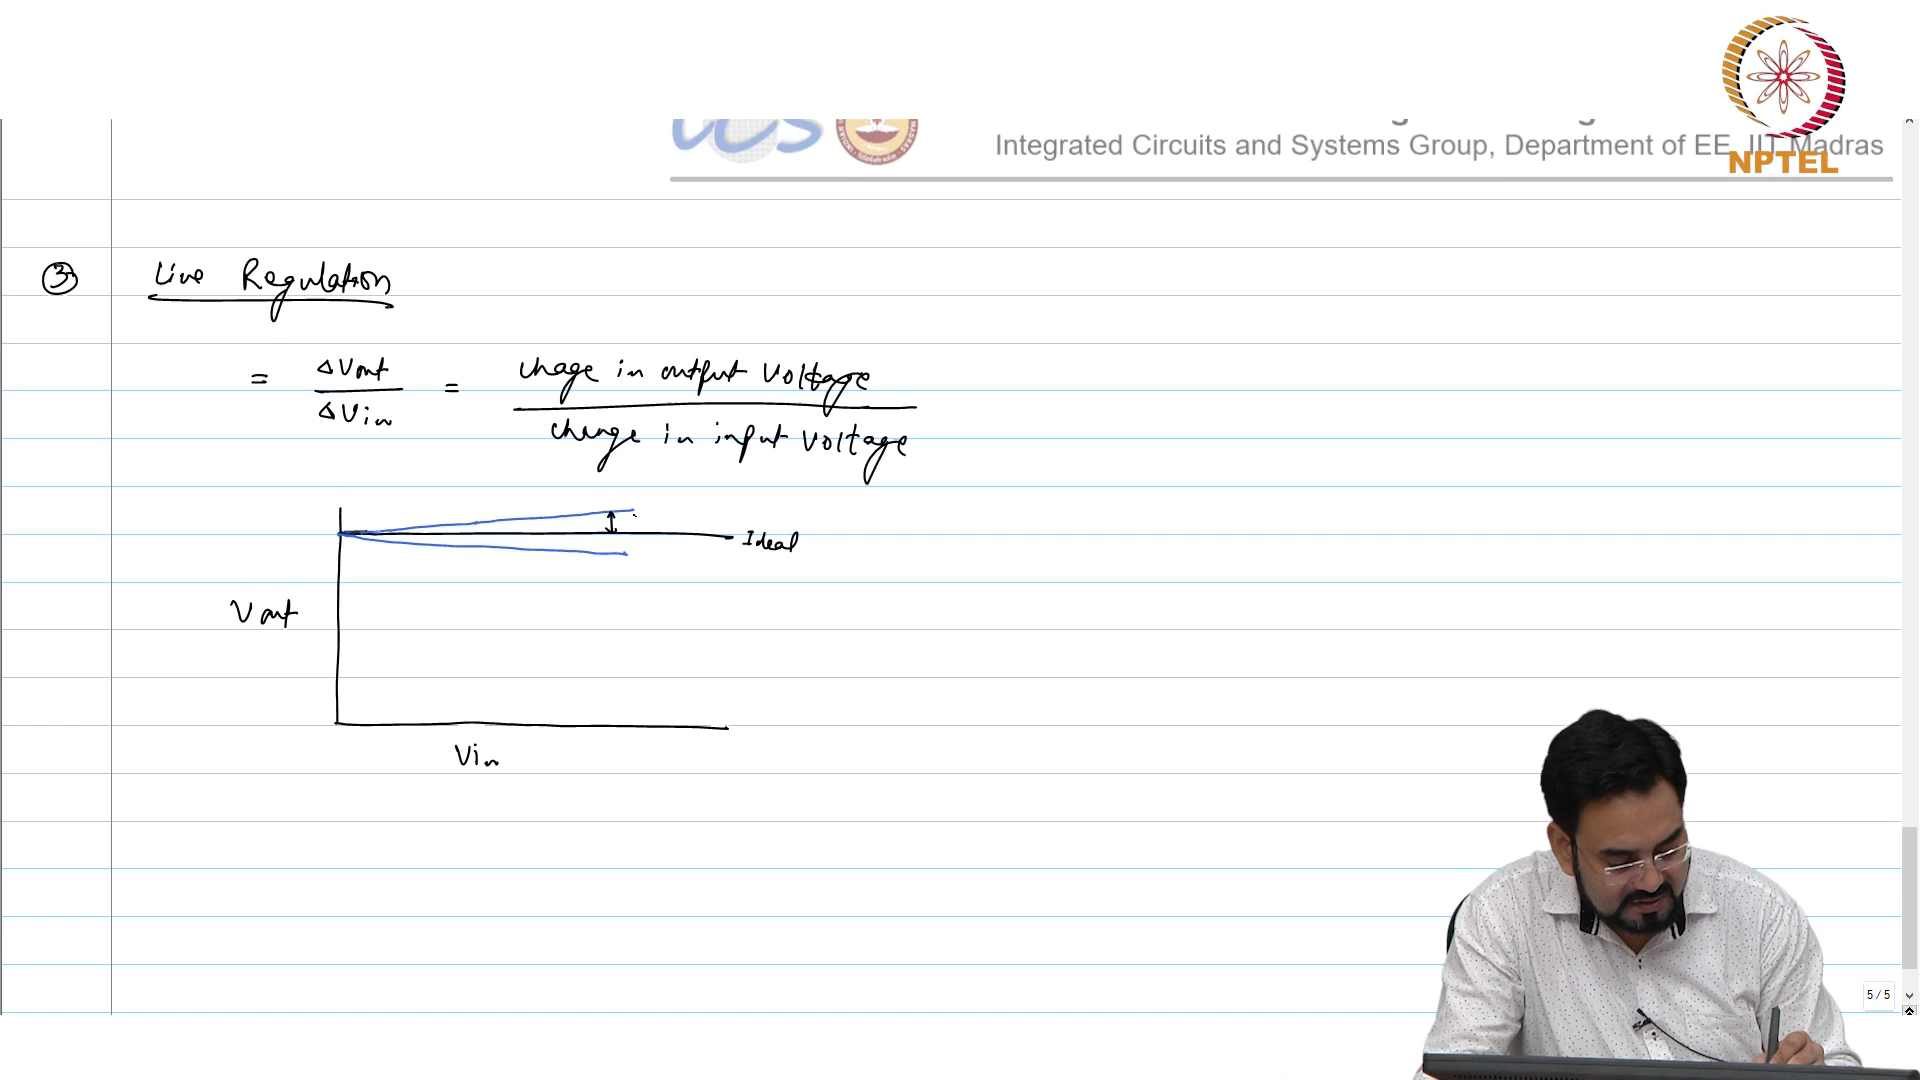 Integrated Circuits and Systems Group, Department of EE, IIT Madras
NPTEL
③ Line Regulation
= ΔVout / ΔVin = chage in output voltage / change in input voltage
Ideal
Vout
Vin
5 / 5